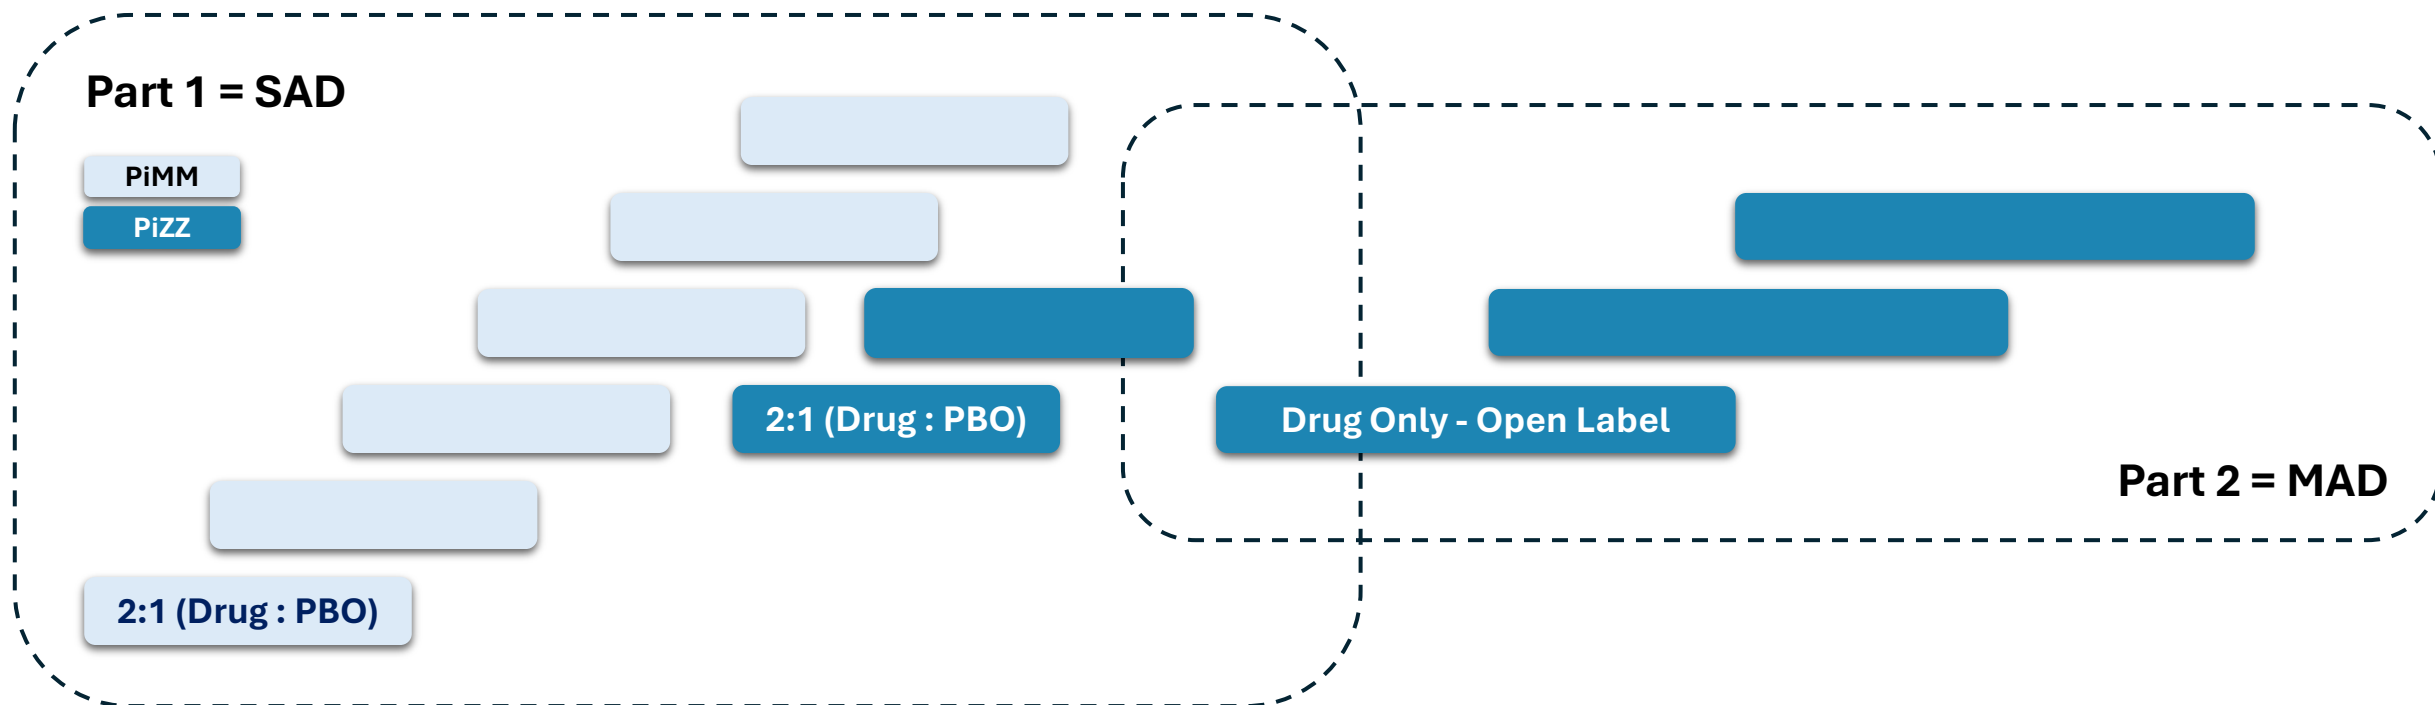 Part 1 = SAD
PiMM
PiZZ
2:1 (Drug : PBO)
Drug Only - Open Label
Part 2 = MAD
2:1 (Drug : PBO)